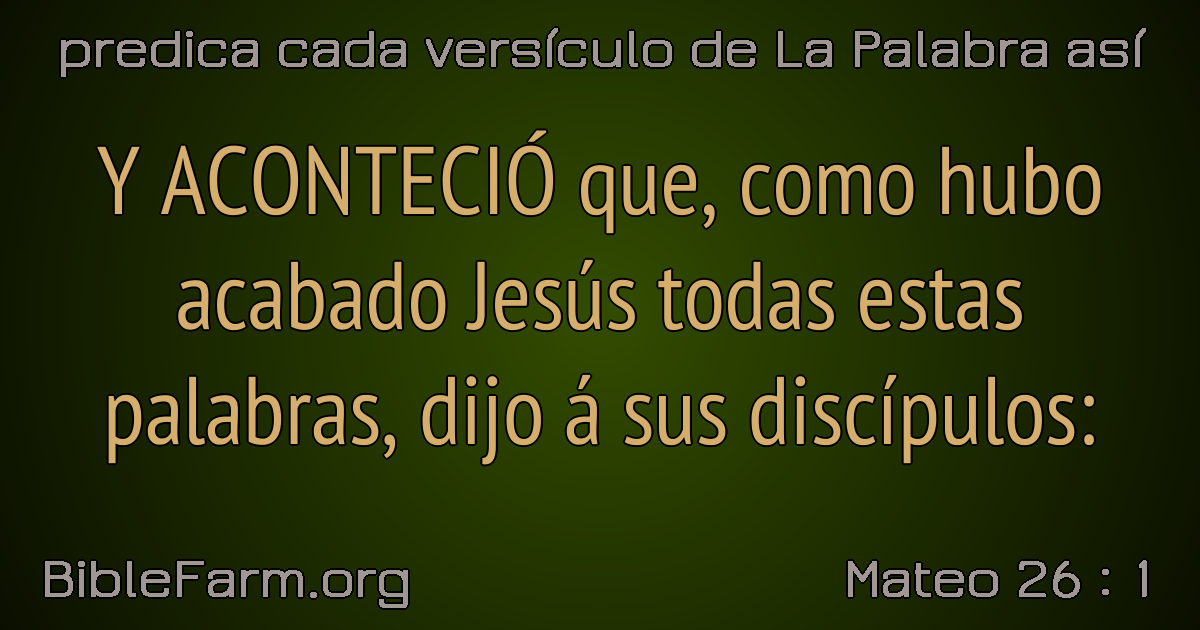 predica cada versículo de La Palabra así
Y ACONTECIÓ que, como hubo
acabado Jesús todas estas
palabras, dijo á sus discípulos:
BibleFarm.org
Mateo 26 : 1